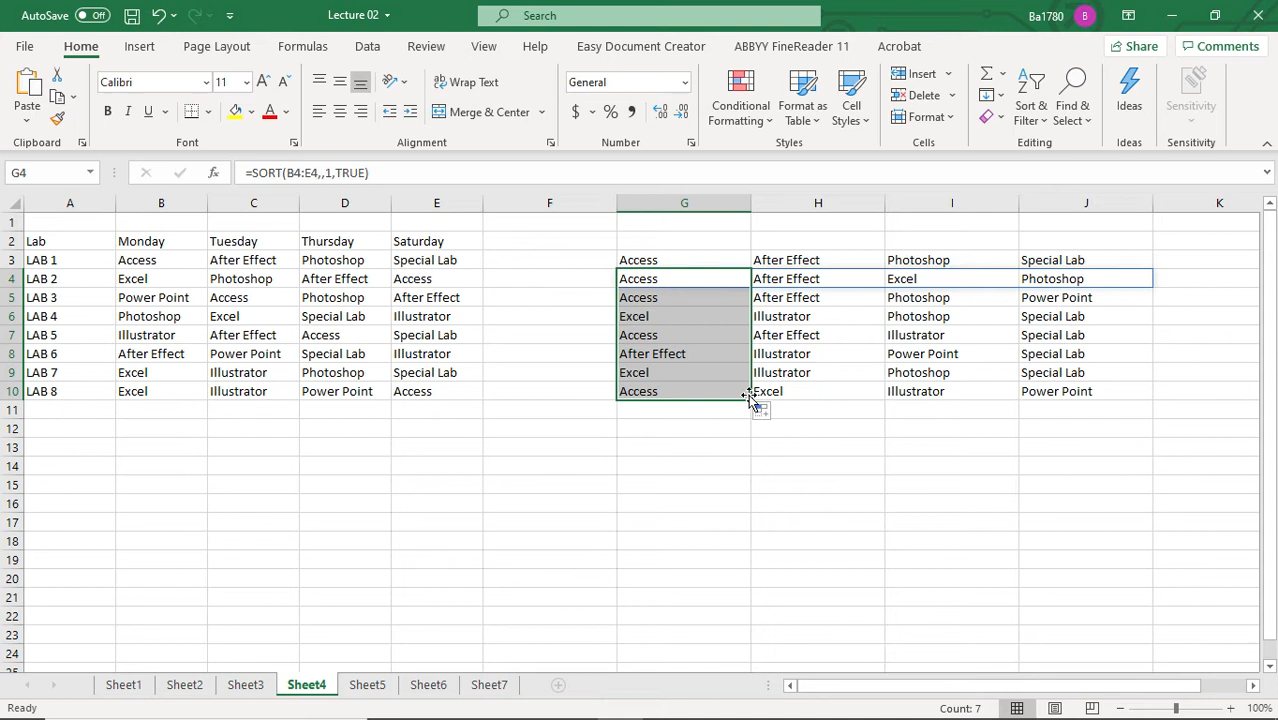 AutoSave Off Lecture 02 Search Ba1780 B
File Home Insert Page Layout Formulas Data Review View Help Easy Document Creator ABBYY FineReader 11 Acrobat Share Comments
Paste Calibri 11 A A Wrap Text General Conditional Formatting Format as Table Cell Styles Insert Delete Format Sort & Filter Find & Select Ideas Sensitivity
B I U A Merge & Center $ % ,
Clipboard Font Alignment Number Styles Cells Editing Ideas Sensitivity
G4 fx =SORT(B4:E4,,1,TRUE)
A B C D E F G H I J K
1
2 Lab Monday Tuesday Thursday Saturday
3 LAB 1 Access After Effect Photoshop Special Lab Access After Effect Photoshop Special Lab
4 LAB 2 Excel Photoshop After Effect Access Access After Effect Excel Photoshop
5 LAB 3 Power Point Access Photoshop After Effect Access After Effect Photoshop Power Point
6 LAB 4 Photoshop Excel Special Lab Illustrator Excel Illustrator Photoshop Special Lab
7 LAB 5 Illustrator After Effect Access Special Lab Access After Effect Illustrator Special Lab
8 LAB 6 After Effect Power Point Special Lab Illustrator After Effect Illustrator Power Point Special Lab
9 LAB 7 Excel Illustrator Photoshop Special Lab Excel Illustrator Photoshop Special Lab
10 LAB 8 Excel Illustrator Power Point Access Access Excel Illustrator Power Point
11
12
13
14
15
16
17
18
19
20
21
22
23
24
25
Sheet1 Sheet2 Sheet3 Sheet4 Sheet5 Sheet6 Sheet7
Ready Count: 7 100%